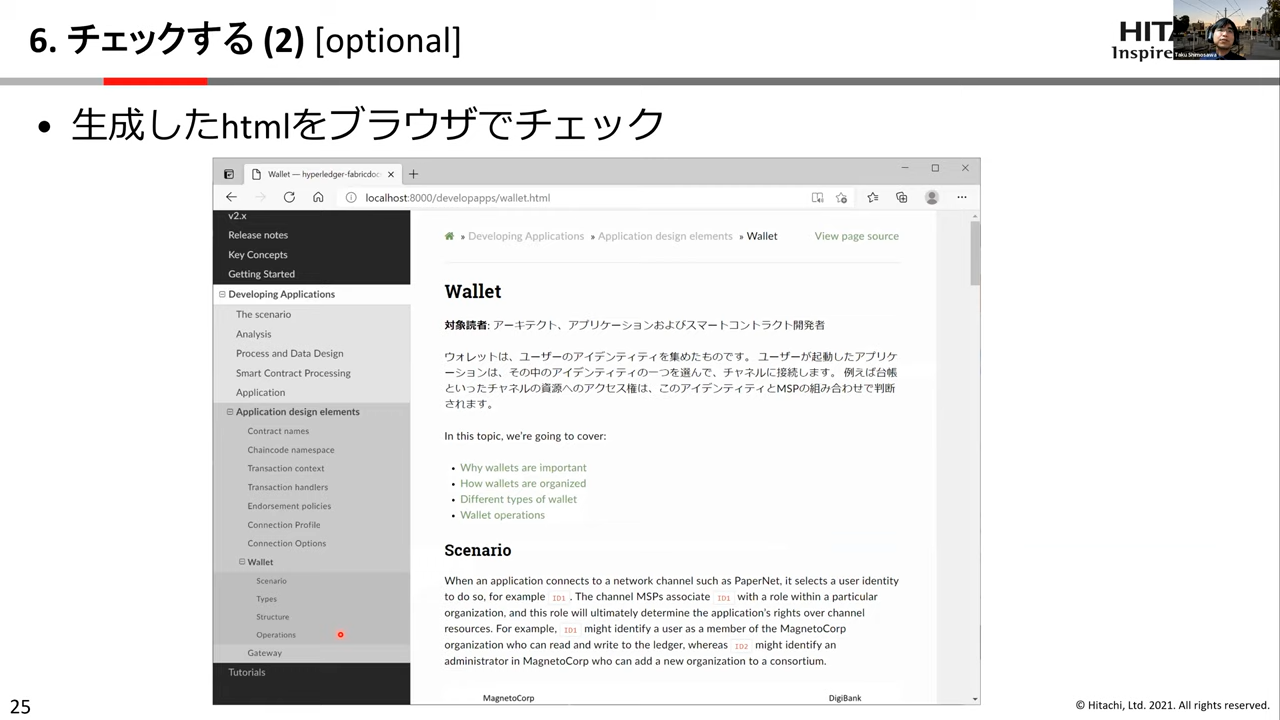 6. チェックする (2) [optional]
HITA
Inspire
Taku Shimosawa
• 生成したhtmlをブラウザでチェック
Wallet — hyperledger-fabricdoc
localhost:8000/developapps/wallet.html
v2.x
Release notes
Key Concepts
Getting Started
Developing Applications
The scenario
Analysis
Process and Data Design
Smart Contract Processing
Application
Application design elements
Contract names
Chaincode namespace
Transaction context
Transaction handlers
Endorsement policies
Connection Profile
Connection Options
Wallet
Scenario
Types
Structure
Operations
Gateway
Tutorials
» Developing Applications » Application design elements » Wallet View page source
Wallet
対象読者: アーキテクト、アプリケーションおよびスマートコントラクト開発者
ウォレットは、ユーザーのアイデンティティを集めたものです。 ユーザーが起動したアプリケ
ーションは、その中のアイデンティティの一つを選んで、チャネルに接続します。 例えば台帳
といったチャネルの資源へのアクセス権は、このアイデンティティとMSPの組み合わせで判断
されます。
In this topic, we're going to cover:
• Why wallets are important
• How wallets are organized
• Different types of wallet
• Wallet operations
Scenario
When an application connects to a network channel such as PaperNet, it selects a user identity
to do so, for example ID1 . The channel MSPs associate ID1 with a role within a particular
organization, and this role will ultimately determine the application's rights over channel
resources. For example, ID1 might identify a user as a member of the MagnetoCorp
organization who can read and write to the ledger, whereas ID2 might identify an
administrator in MagnetoCorp who can add a new organization to a consortium.
MagnetoCorp DigiBank
25
© Hitachi, Ltd. 2021. All rights reserved.